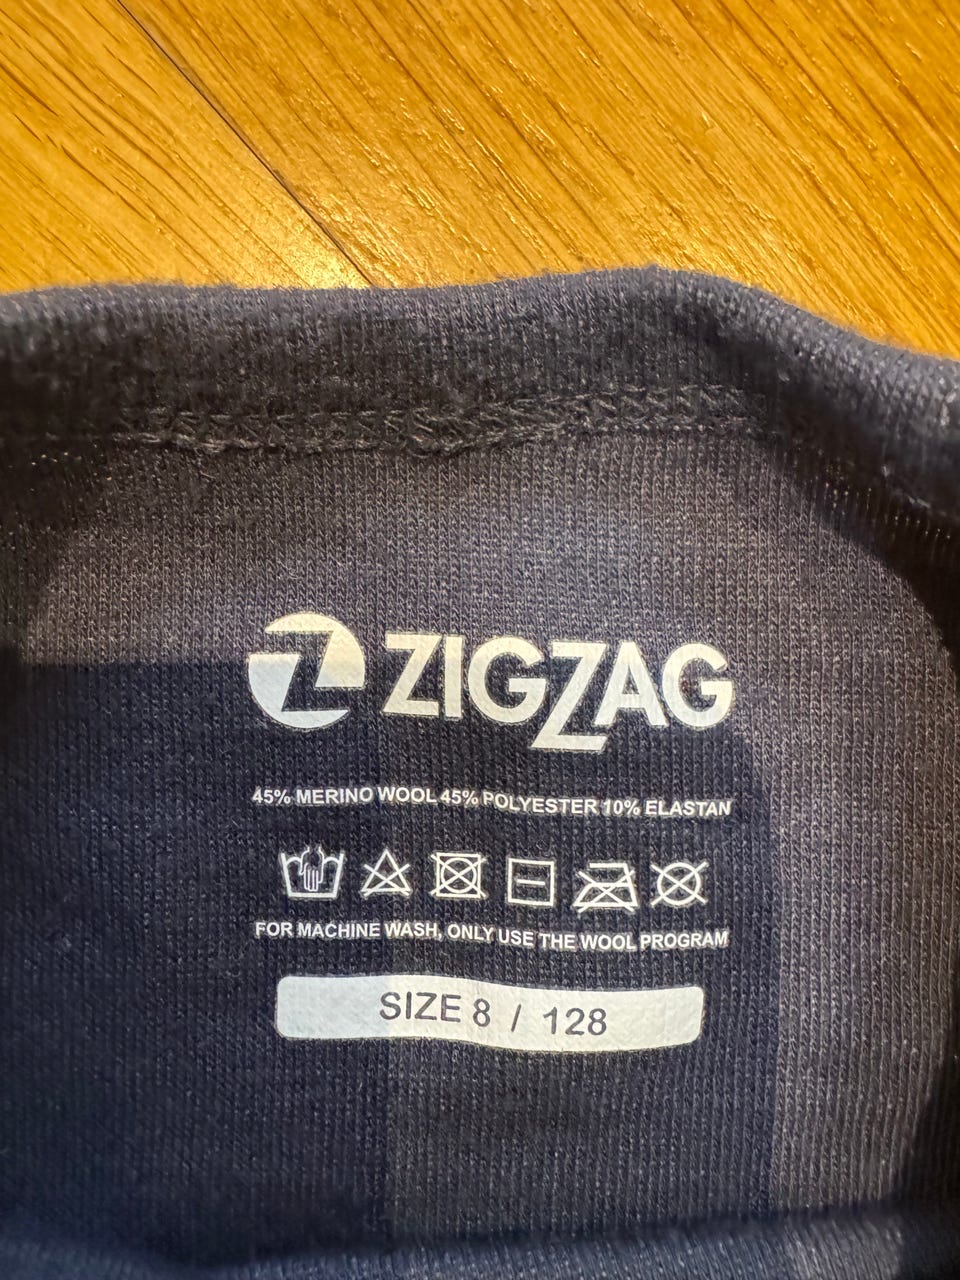 ZIGZAG
45% MERINO WOOL 45% POLYESTER 10% ELASTAN
FOR MACHINE WASH, ONLY USE THE WOOL PROGRAM
SIZE 8 / 128